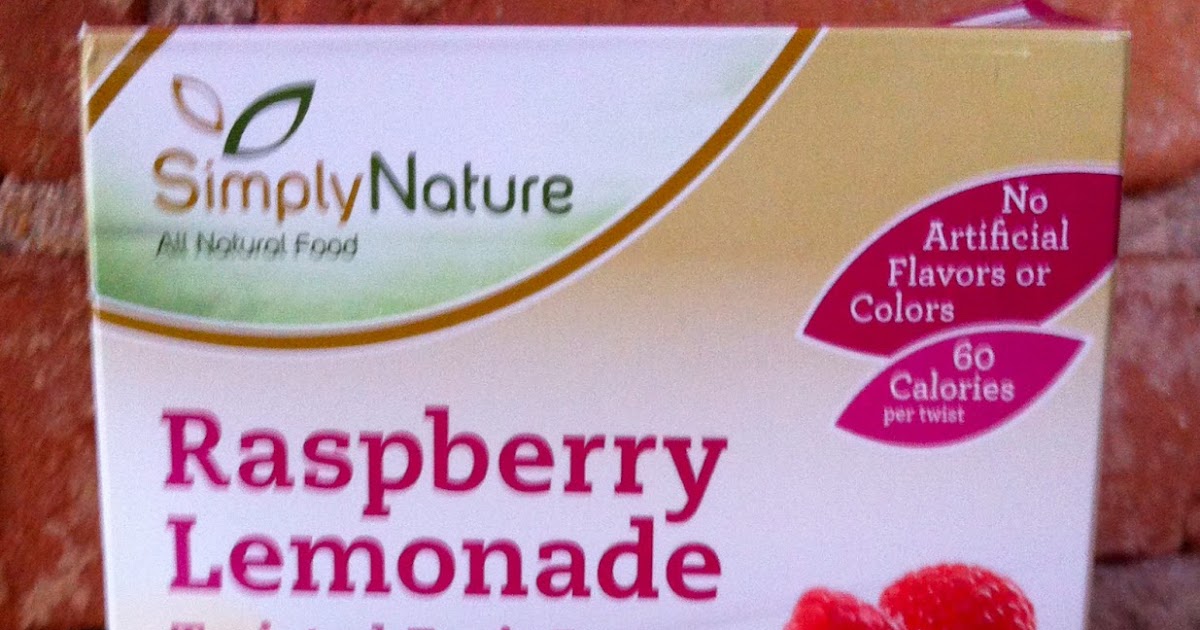 SimplyNature
All Natural Food
No
Artificial
Flavors or
Colors
60
Calories
per twist
Raspberry
Lemonade